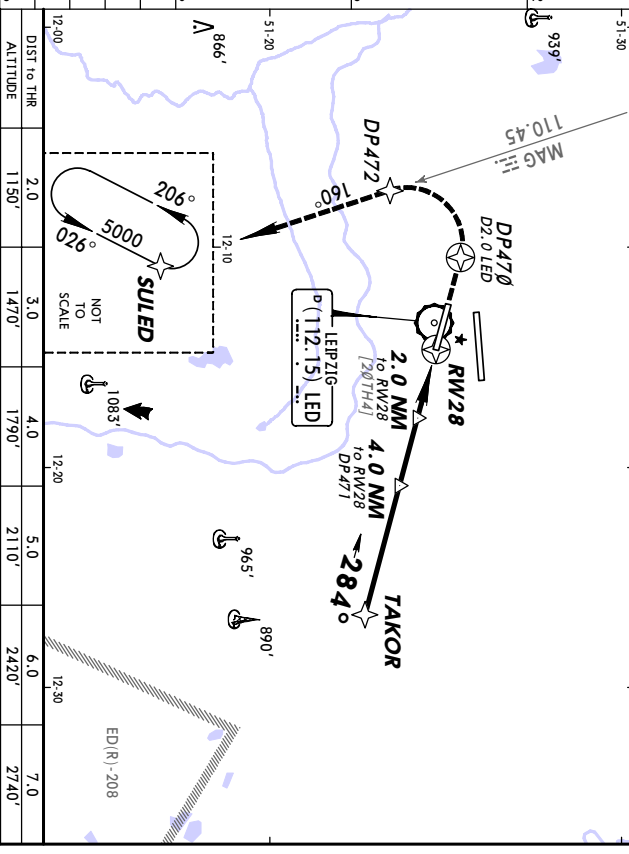 DIST to THR 2.0 3.0 4.0 5.0 6.0 7.0
ALTITUDE 1150' 1470' 1790' 2110' 2420' 2740'
12-00
12-10
12-20
12-30
51-20
51-30
866'
939'
110.45
MAG
DP472
160°
DP470
D2.0 LED
RW28
LEIPZIG
D (112.15) LED
2.0 NM
to RW28
[20TH4]
4.0 NM
to RW28
DP471
284°
TAKOR
206°
5000
026°
SULED
NOT
TO
SCALE
1083'
965'
890'
ED(R)-208